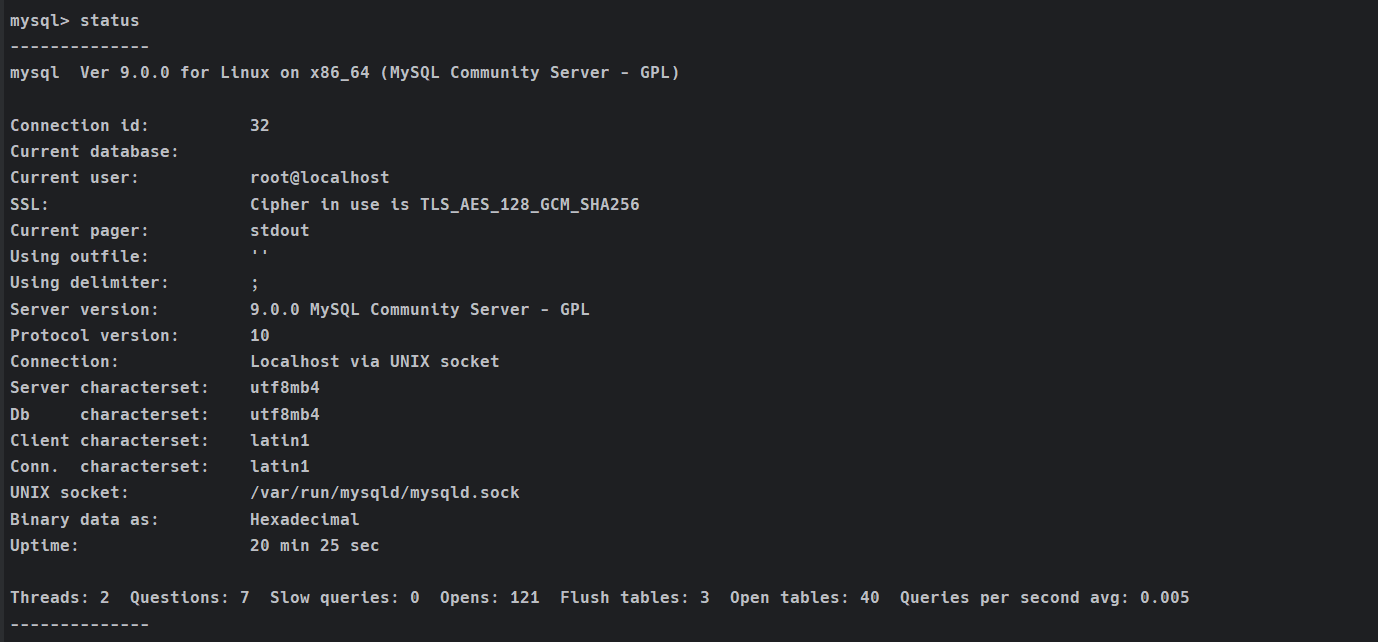 mysql> status
--------------
mysql  Ver 9.0.0 for Linux on x86_64 (MySQL Community Server - GPL)

Connection id:          32
Current database:
Current user:           root@localhost
SSL:                    Cipher in use is TLS_AES_128_GCM_SHA256
Current pager:          stdout
Using outfile:          ''
Using delimiter:        ;
Server version:         9.0.0 MySQL Community Server - GPL
Protocol version:       10
Connection:             Localhost via UNIX socket
Server characterset:    utf8mb4
Db     characterset:    utf8mb4
Client characterset:    latin1
Conn.  characterset:    latin1
UNIX socket:            /var/run/mysqld/mysqld.sock
Binary data as:         Hexadecimal
Uptime:                 20 min 25 sec

Threads: 2  Questions: 7  Slow queries: 0  Opens: 121  Flush tables: 3  Open tables: 40  Queries per second avg: 0.005
--------------